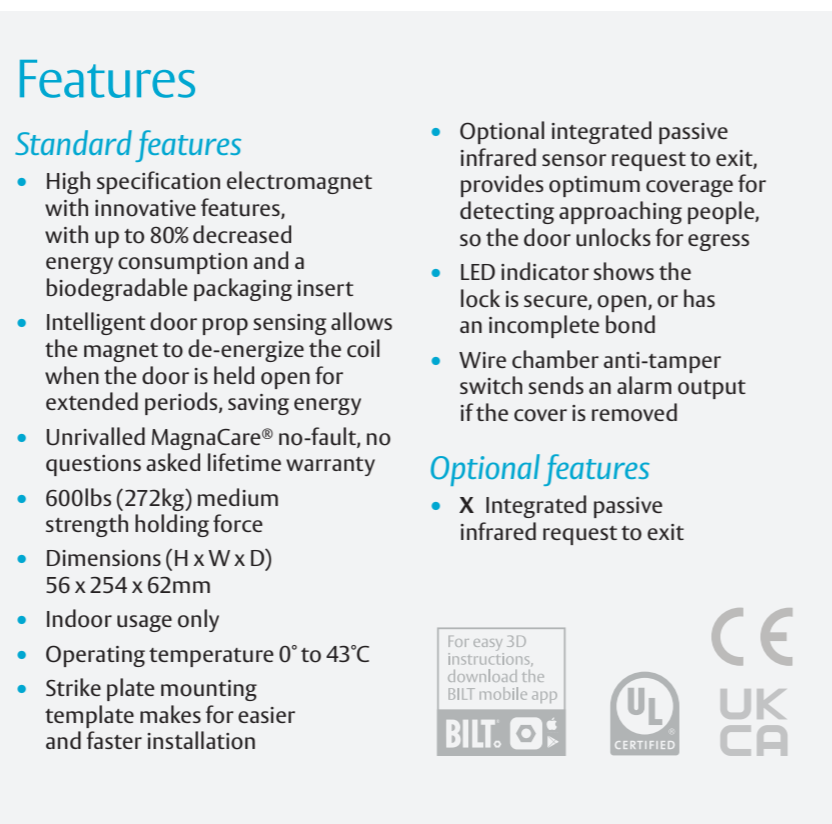 Features
Standard features
• High specification electromagnet
with innovative features,
with up to 80% decreased
energy consumption and a
biodegradable packaging insert
• Intelligent door prop sensing allows
the magnet to de-energize the coil
when the door is held open for
extended periods, saving energy
• Unrivalled MagnaCare® no-fault, no
questions asked lifetime warranty
• 600lbs (272kg) medium
strength holding force
• Dimensions (H x W x D)
56 x 254 x 62mm
• Indoor usage only
• Operating temperature 0˚ to 43˚C
• Strike plate mounting
template makes for easier
and faster installation
• Optional integrated passive
infrared sensor request to exit,
provides optimum coverage for
detecting approaching people,
so the door unlocks for egress
• LED indicator shows the
lock is secure, open, or has
an incomplete bond
• Wire chamber anti-tamper
switch sends an alarm output
if the cover is removed
Optional features
• X Integrated passive
infrared request to exit
For easy 3D
instructions,
download the
BILT mobile app
BILT.
UL
®
CERTIFIED
CE
UK
CA